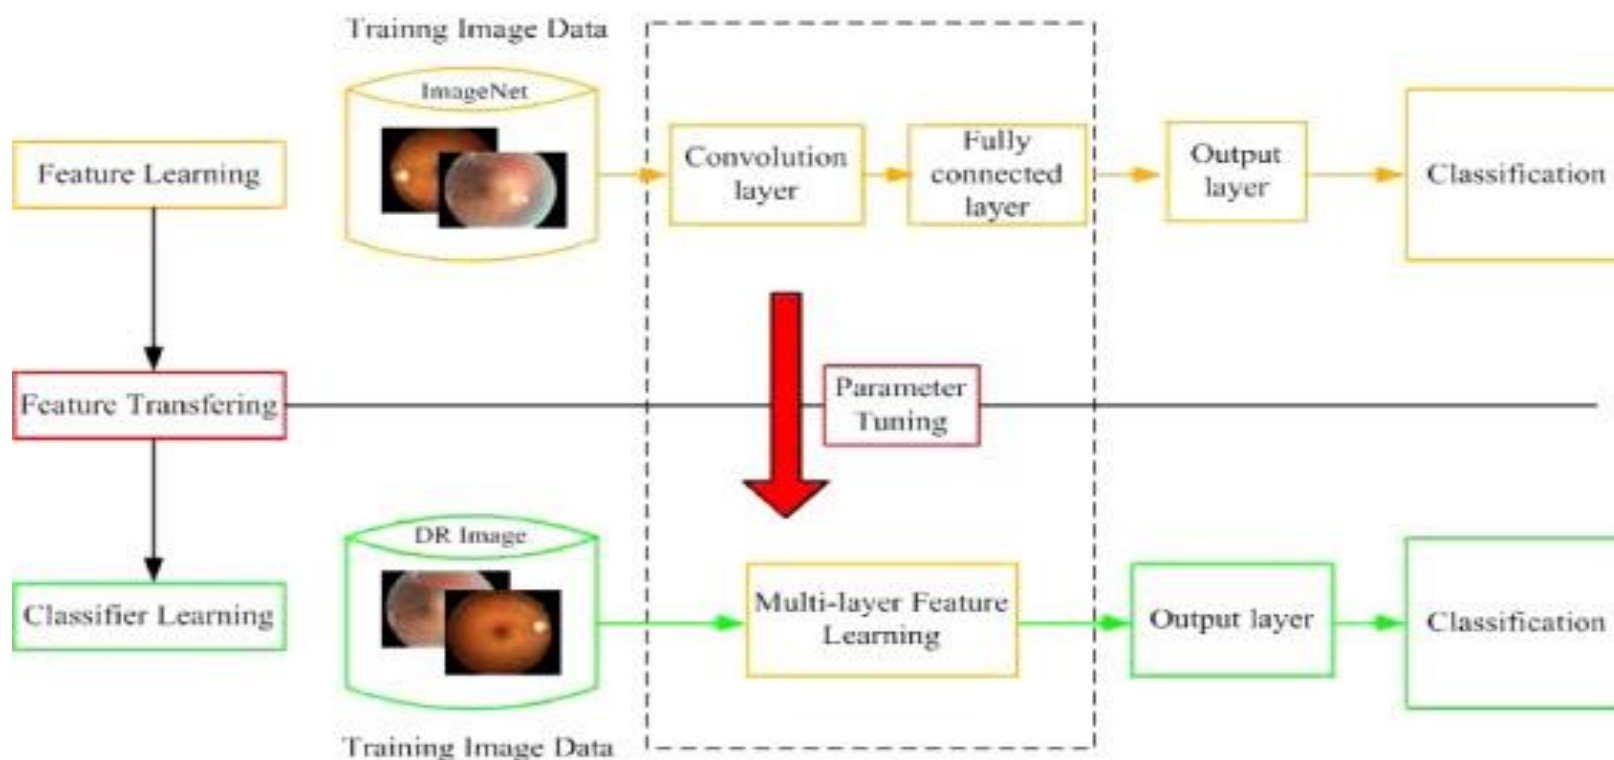 Trainng Image Data
ImageNet
Feature Learning
Convolution
layer
Fully
connected
layer
Output
layer
Classification
Feature Transfering
Parameter
Tuning
DR Image
Classifier Learning
Multi-layer Feature
Learning
Output layer
Classification
Training Image Data